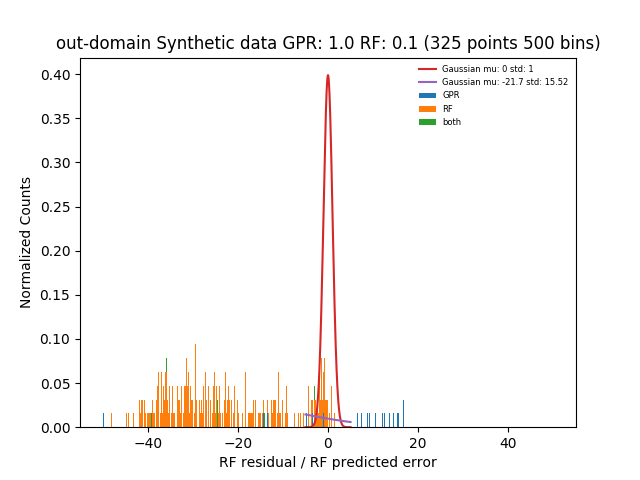 out-domain Synthetic data GPR: 1.0 RF: 0.1 (325 points 500 bins)
Gaussian mu: 0 std: 1
Gaussian mu: -21.7 std: 15.52
GPR
RF
both
Normalized Counts
0.40
0.35
0.30
0.25
0.20
0.15
0.10
0.05
0.00
−40 −20 0 20 40
RF residual / RF predicted error